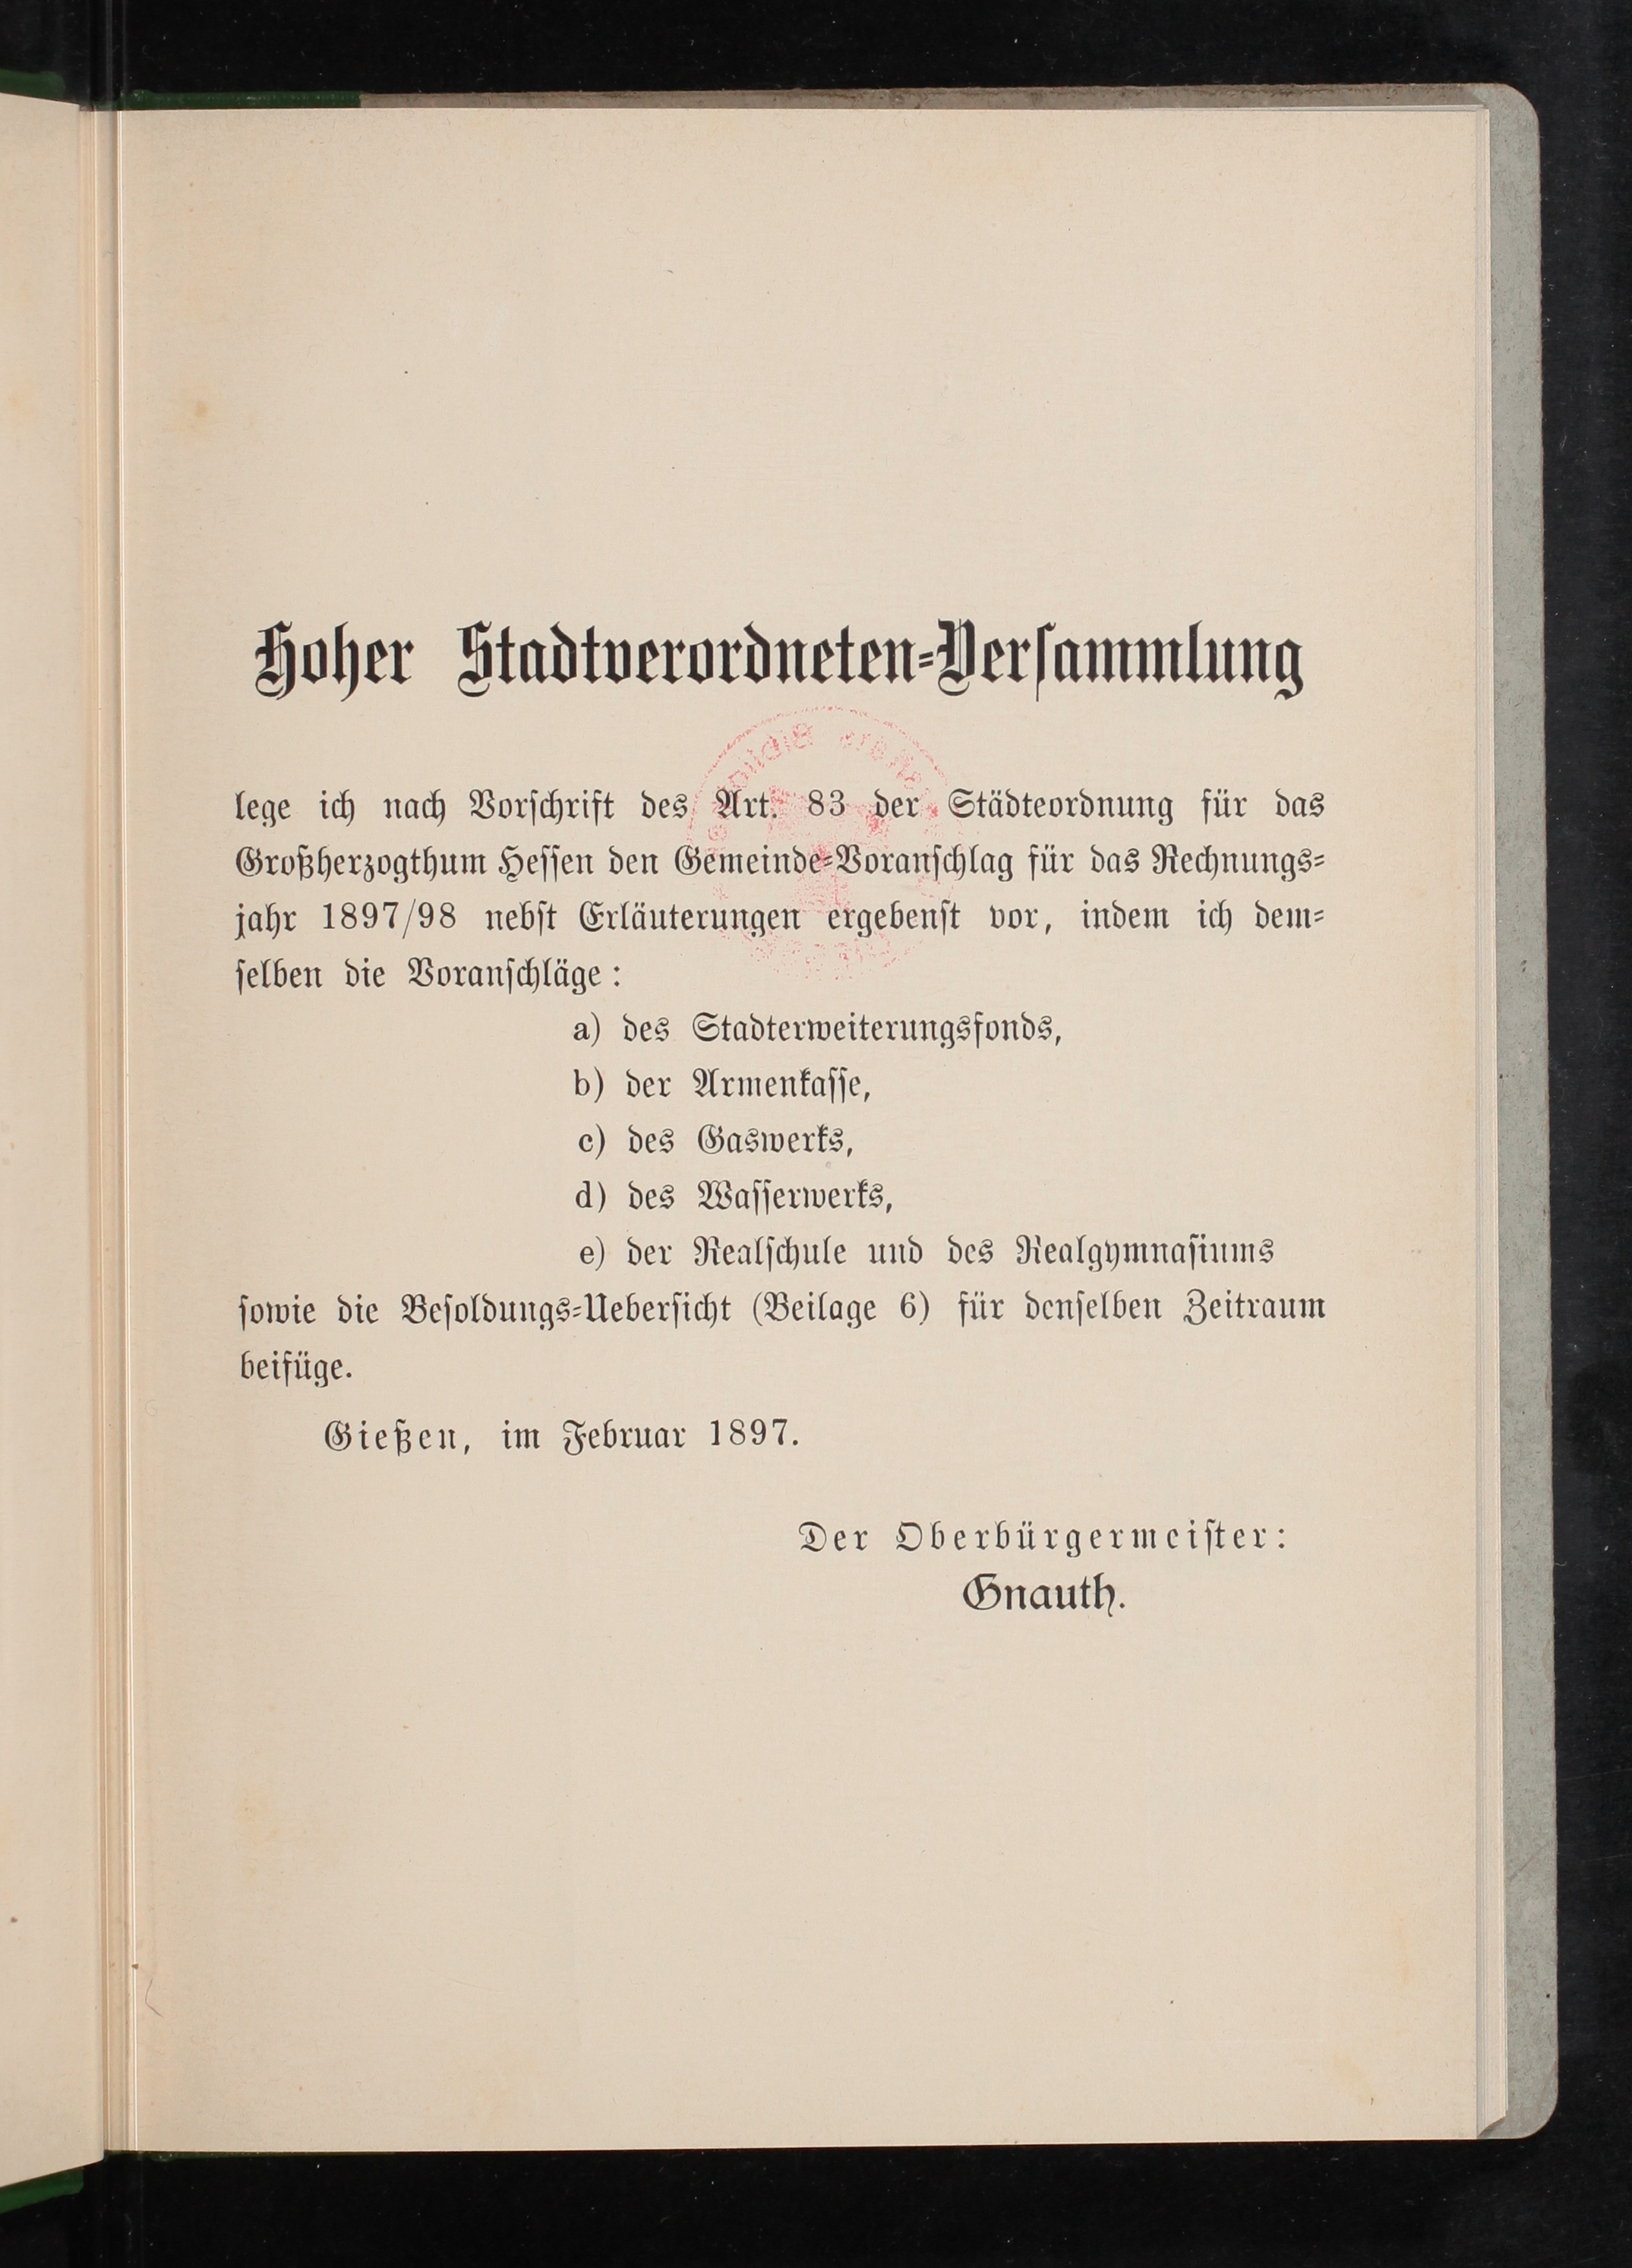 Hoher Stadtverordneten-Versammlung
lege ich nach Vorschrift des Art. 83 der Städteordnung für das
Großherzogthum Hessen den Gemeinde-Voranschlag für das Rechnungs-
jahr 1897/98 nebst Erläuterungen ergebenst vor, indem ich dem-
selben die Voranschläge:
a) des Stadterweiterungsfonds,
b) der Armenkasse,
c) des Gaswerks,
d) des Wasserwerks,
e) der Realschule und des Realgymnasiums
sowie die Besoldungs-Uebersicht (Beilage 6) für denselben Zeitraum
beifüge.
Gießen, im Februar 1897.
Der Oberbürgermeister:
Gnauth.